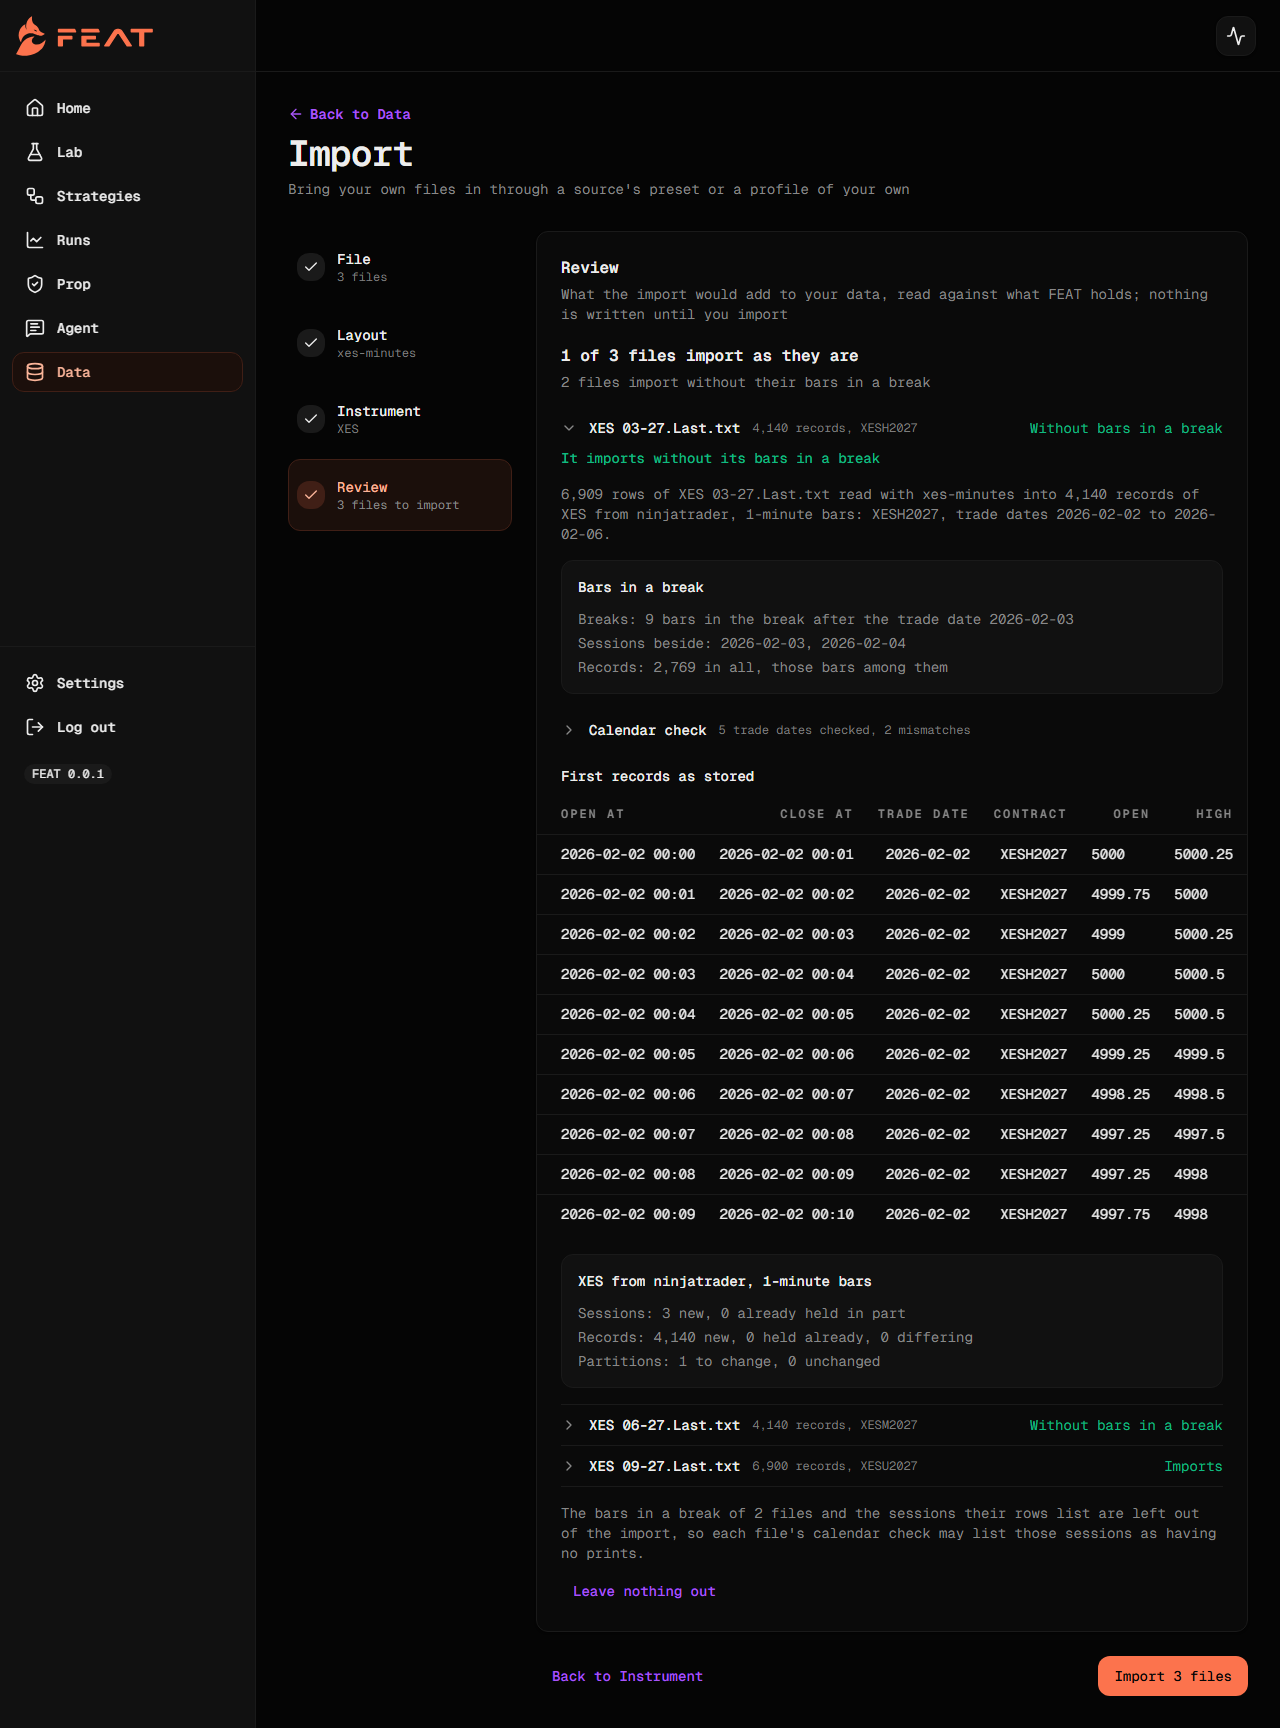 FEAT
Home
Lab
Strategies
Runs
Prop
Agent
Data
Settings
Log out
FEAT 0.0.1
Back to Data
Import
Bring your own files in through a source's preset or a profile of your own
File
3 files
Layout
xes-minutes
Instrument
XES
Review
3 files to import
Review
What the import would add to your data, read against what FEAT holds; nothing
is written until you import
1 of 3 files import as they are
2 files import without their bars in a break
XES 03-27.Last.txt 4,140 records, XESH2027 Without bars in a break
It imports without its bars in a break
6,909 rows of XES 03-27.Last.txt read with xes-minutes into 4,140 records of
XES from ninjatrader, 1-minute bars: XESH2027, trade dates 2026-02-02 to 2026-
02-06.
Bars in a break
Breaks: 9 bars in the break after the trade date 2026-02-03
Sessions beside: 2026-02-03, 2026-02-04
Records: 2,769 in all, those bars among them
Calendar check 5 trade dates checked, 2 mismatches
First records as stored
OPEN AT CLOSE AT TRADE DATE CONTRACT OPEN HIGH
2026-02-02 00:00 2026-02-02 00:01 2026-02-02 XESH2027 5000 5000.25
2026-02-02 00:01 2026-02-02 00:02 2026-02-02 XESH2027 4999.75 5000
2026-02-02 00:02 2026-02-02 00:03 2026-02-02 XESH2027 4999 5000.25
2026-02-02 00:03 2026-02-02 00:04 2026-02-02 XESH2027 5000 5000.5
2026-02-02 00:04 2026-02-02 00:05 2026-02-02 XESH2027 5000.25 5000.5
2026-02-02 00:05 2026-02-02 00:06 2026-02-02 XESH2027 4999.25 4999.5
2026-02-02 00:06 2026-02-02 00:07 2026-02-02 XESH2027 4998.25 4998.5
2026-02-02 00:07 2026-02-02 00:08 2026-02-02 XESH2027 4997.25 4997.5
2026-02-02 00:08 2026-02-02 00:09 2026-02-02 XESH2027 4997.25 4998
2026-02-02 00:09 2026-02-02 00:10 2026-02-02 XESH2027 4997.75 4998
XES from ninjatrader, 1-minute bars
Sessions: 3 new, 0 already held in part
Records: 4,140 new, 0 held already, 0 differing
Partitions: 1 to change, 0 unchanged
XES 06-27.Last.txt 4,140 records, XESM2027 Without bars in a break
XES 09-27.Last.txt 6,900 records, XESU2027 Imports
The bars in a break of 2 files and the sessions their rows list are left out
of the import, so each file's calendar check may list those sessions as having
no prints.
Leave nothing out
Back to Instrument
Import 3 files